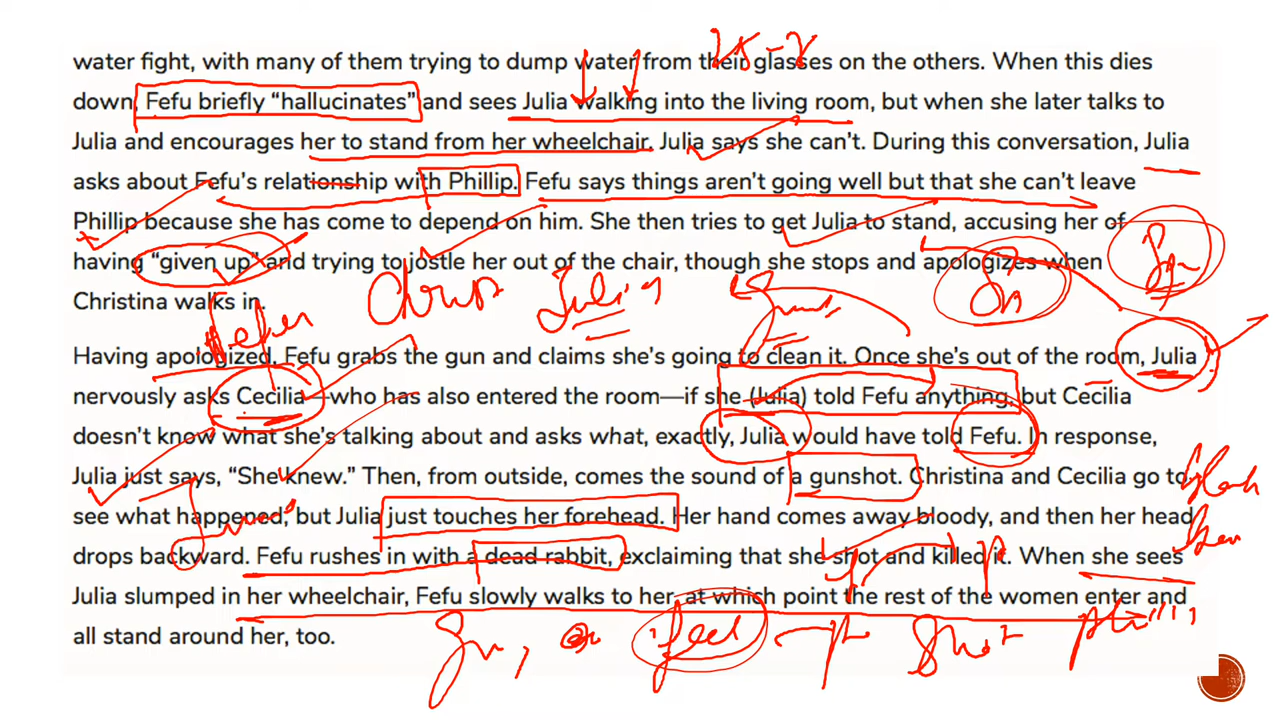 water fight, with many of them trying to dump water from their glasses on the others. When this dies
down, Fefu briefly “hallucinates” and sees Julia walking into the living room, but when she later talks to
Julia and encourages her to stand from her wheelchair. Julia says she can’t. During this conversation, Julia
asks about Fefu’s relationship with Phillip. Fefu says things aren’t going well but that she can’t leave
Phillip because she has come to depend on him. She then tries to get Julia to stand, accusing her of
having “given up” and trying to jostle her out of the chair, though she stops and apologizes when
Christina walks in.
Julia
Having apologized, Fefu grabs the gun and claims she’s going to clean it. Once she’s out of the room, Julia
nervously asks Cecilia—who has also entered the room—if she (Julia) told Fefu anything, but Cecilia
doesn’t know what she’s talking about and asks what, exactly, Julia would have told Fefu. In response,
Julia just says, “She knew.” Then, from outside, comes the sound of a gunshot. Christina and Cecilia go to
see what happened, but Julia just touches her forehead. Her hand comes away bloody, and then her head
drops backward. Fefu rushes in with a dead rabbit, exclaiming that she shot and killed it. When she sees
Julia slumped in her wheelchair, Fefu slowly walks to her, at which point the rest of the women enter and
all stand around her, too.
feel shot